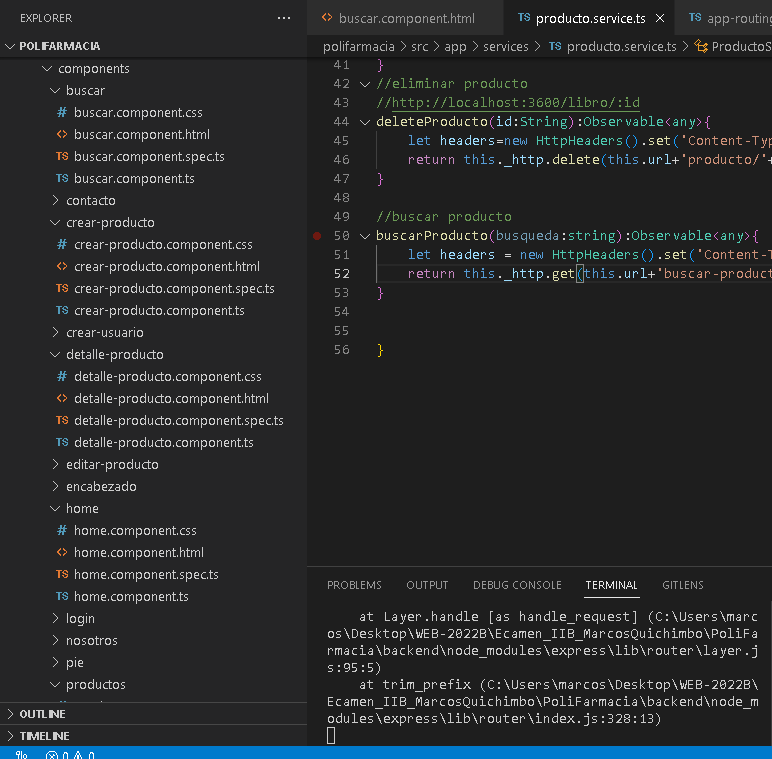 EXPLORER
POLIFARMACIA
components
buscar
# buscar.component.css
<> buscar.component.html
TS buscar.component.spec.ts
TS buscar.component.ts
contacto
crear-producto
# crear-producto.component.css
<> crear-producto.component.html
TS crear-producto.component.spec.ts
TS crear-producto.component.ts
crear-usuario
detalle-producto
# detalle-producto.component.css
<> detalle-producto.component.html
TS detalle-producto.component.spec.ts
TS detalle-producto.component.ts
editar-producto
encabezado
home
# home.component.css
<> home.component.html
TS home.component.spec.ts
TS home.component.ts
login
nosotros
pie
productos
OUTLINE
TIMELINE
0 0
<> buscar.component.html TS producto.service.ts × TS app-routing
polifarmacia > src > app > services > TS producto.service.ts > ProductoS
41 }
42 //eliminar producto
43 //http://localhost:3600/libro/:id
44 deleteProducto(id:String):Observable<any>{
45 let headers=new HttpHeaders().set('Content-Typ
46 return this._http.delete(this.url+'producto/'+
47 }
48
49 //buscar producto
50 buscarProducto(busqueda:string):Observable<any>{
51 let headers = new HttpHeaders().set('Content-T
52 return this._http.get(this.url+'buscar-product
53 }
54
55
56 }
PROBLEMS OUTPUT DEBUG CONSOLE TERMINAL GITLENS
at Layer.handle [as handle_request] (C:\Users\marc
os\Desktop\WEB-2022B\Ecamen_IIB_MarcosQuichimbo\PoliFa
rmacia\backend\node_modules\express\lib\router\layer.j
s:95:5)
at trim_prefix (C:\Users\marcos\Desktop\WEB-2022B\
Ecamen_IIB_MarcosQuichimbo\PoliFarmacia\backend\node_m
odules\express\lib\router\index.js:328:13)